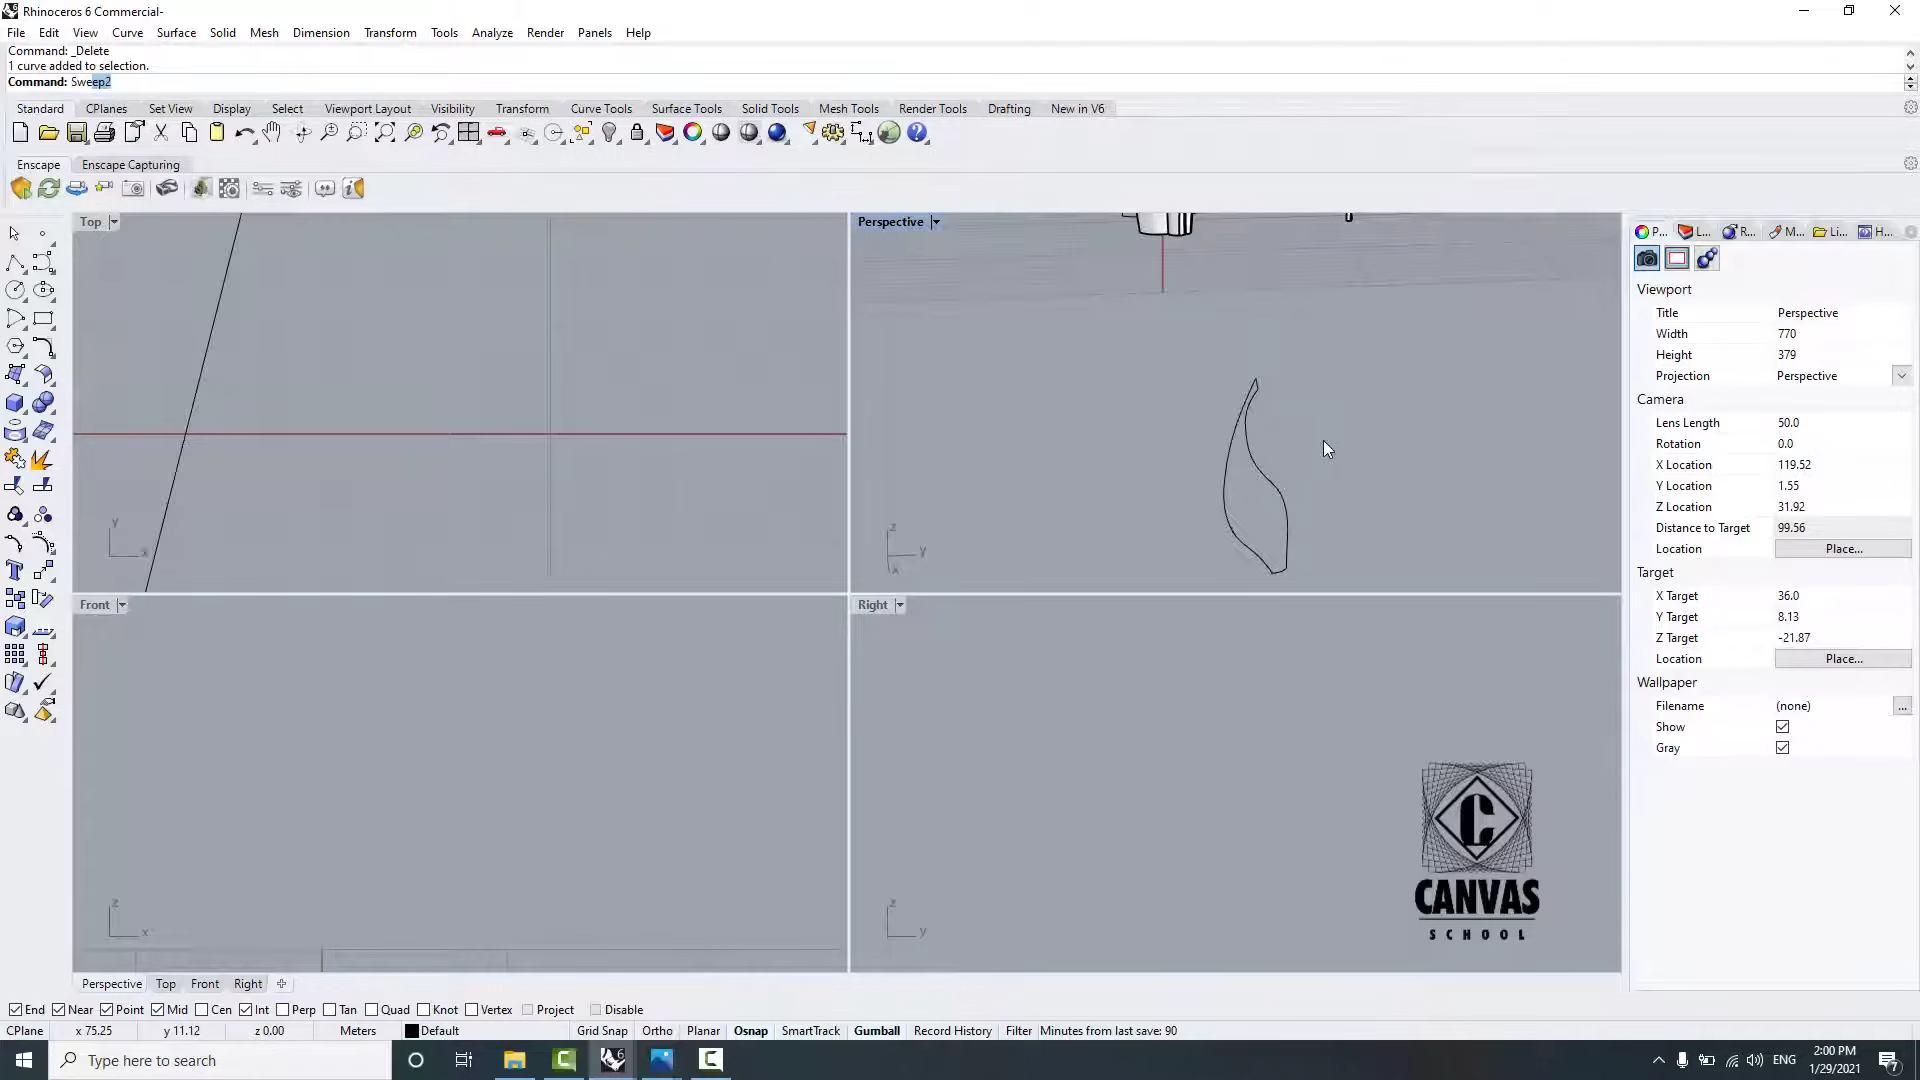 Rhinoceros 6 Commercial-
File Edit View Curve Surface Solid Mesh Dimension Transform Tools Analyze Render Panels Help
Command: _Delete
1 curve added to selection.
Command: Sweep2
Standard CPlanes Set View Display Select Viewport Layout Visibility Transform Curve Tools Surface Tools Solid Tools Mesh Tools Render Tools Drafting New in V6
Enscape Enscape Capturing
Top
Perspective
P... L... R... M... Li... H...
Viewport
Title Perspective
Width 770
Height 379
Projection Perspective
Camera
Lens Length 50.0
Rotation 0.0
X Location 119.52
Y Location 1.55
Z Location 31.92
Distance to Target 99.56
Location Place...
Target
X Target 36.0
Y Target 8.13
Z Target -21.87
Location Place...
Wallpaper
Filename (none) ...
Show
Gray
y
x
z
y
x
Front
Right
z
x
z
y
C
CANVAS
SCHOOL
Perspective Top Front Right
End Near Point Mid Cen Int Perp Tan Quad Knot Vertex Project Disable
CPlane x 75.25 y 11.12 z 0.00 Meters Default Grid Snap Ortho Planar Osnap SmartTrack Gumball Record History Filter Minutes from last save: 90
Type here to search
6
ENG
2:00 PM
1/29/2021
7